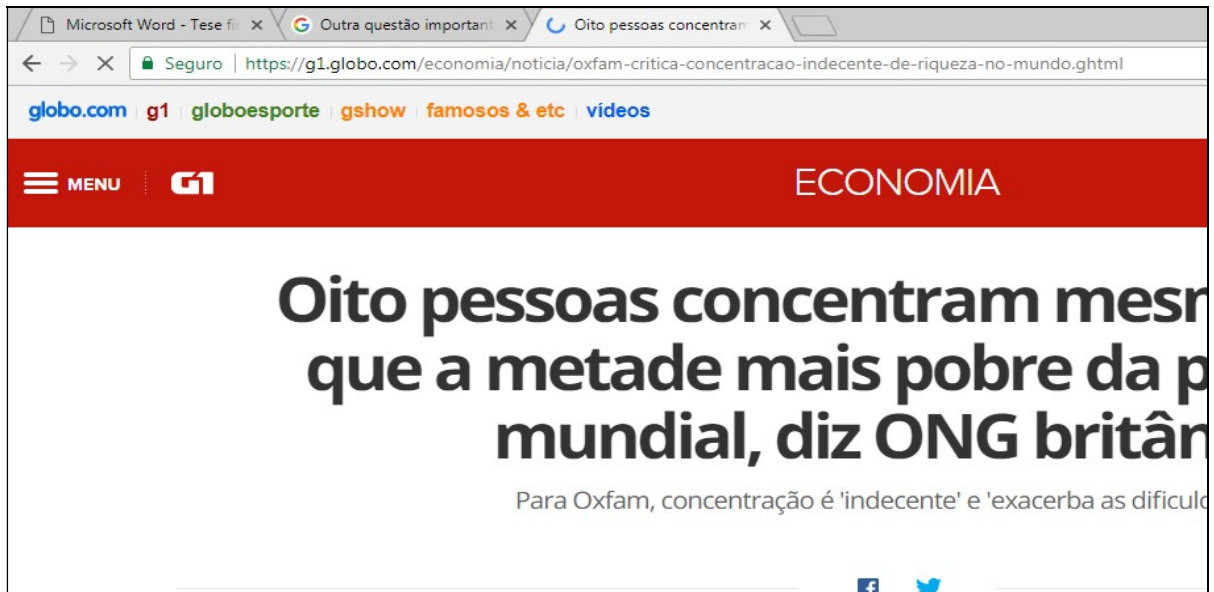 Microsoft Word - Tese fi
Outra questão important
Oito pessoas concentram
Seguro | https://g1.globo.com/economia/noticia/oxfam-critica-concentracao-indecente-de-riqueza-no-mundo.ghtml
globo.com g1 globoesporte gshow famosos & etc vídeos
MENU G1 ECONOMIA
Oito pessoas concentram mesm
que a metade mais pobre da p
mundial, diz ONG britân
Para Oxfam, concentração é 'indecente' e 'exacerba as dificuld